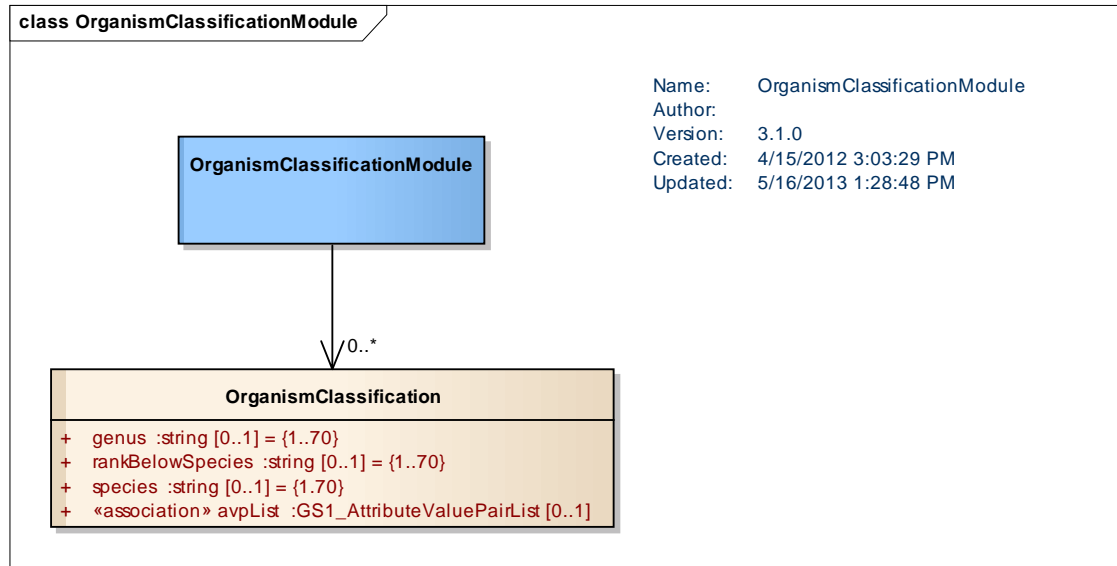 class OrganismClassificationModule
Name: OrganismClassificationModule
Author:
Version: 3.1.0
Created: 4/15/2012 3:03:29 PM
Updated: 5/16/2013 1:28:48 PM
OrganismClassificationModule
0..*
OrganismClassification
+ genus :string [0..1] = {1..70}
+ rankBelowSpecies :string [0..1] = {1..70}
+ species :string [0..1] = {1.70}
+ «association» avpList :GS1_AttributeValuePairList [0..1]